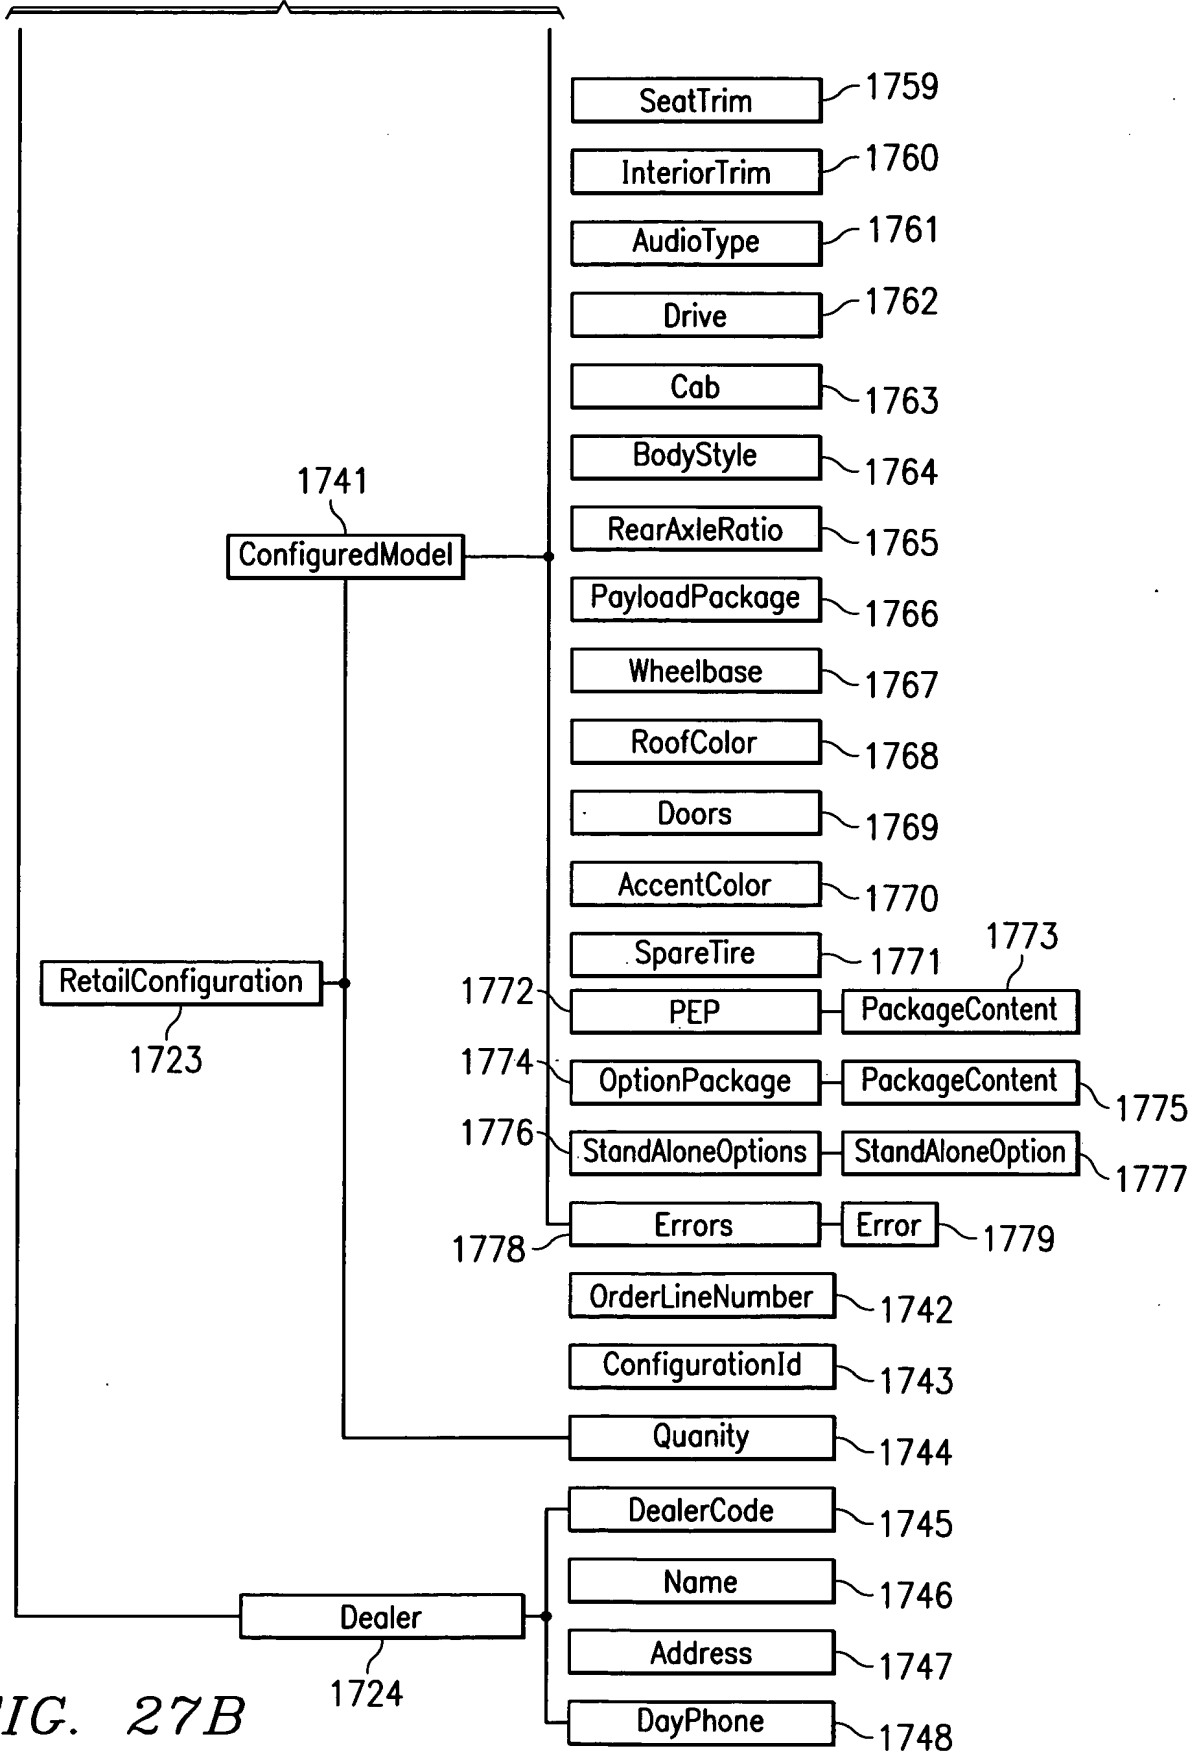 SeatTrim 1759
InteriorTrim 1760
AudioType 1761
Drive 1762
Cab 1763
BodyStyle 1764
1741
ConfiguredModel
RearAxleRatio 1765
PayloadPackage 1766
Wheelbase 1767
RoofColor 1768
Doors 1769
AccentColor 1770
SpareTire 1771 1773
RetailConfiguration
1723
1772 PEP PackageContent
1774 OptionPackage PackageContent 1775
1776 StandAloneOptions StandAloneOption 1777
1778 Errors Error 1779
OrderLineNumber 1742
ConfigurationId 1743
Quanity 1744
DealerCode 1745
Name 1746
Dealer
1724
Address 1747
DayPhone 1748
IG. 27B